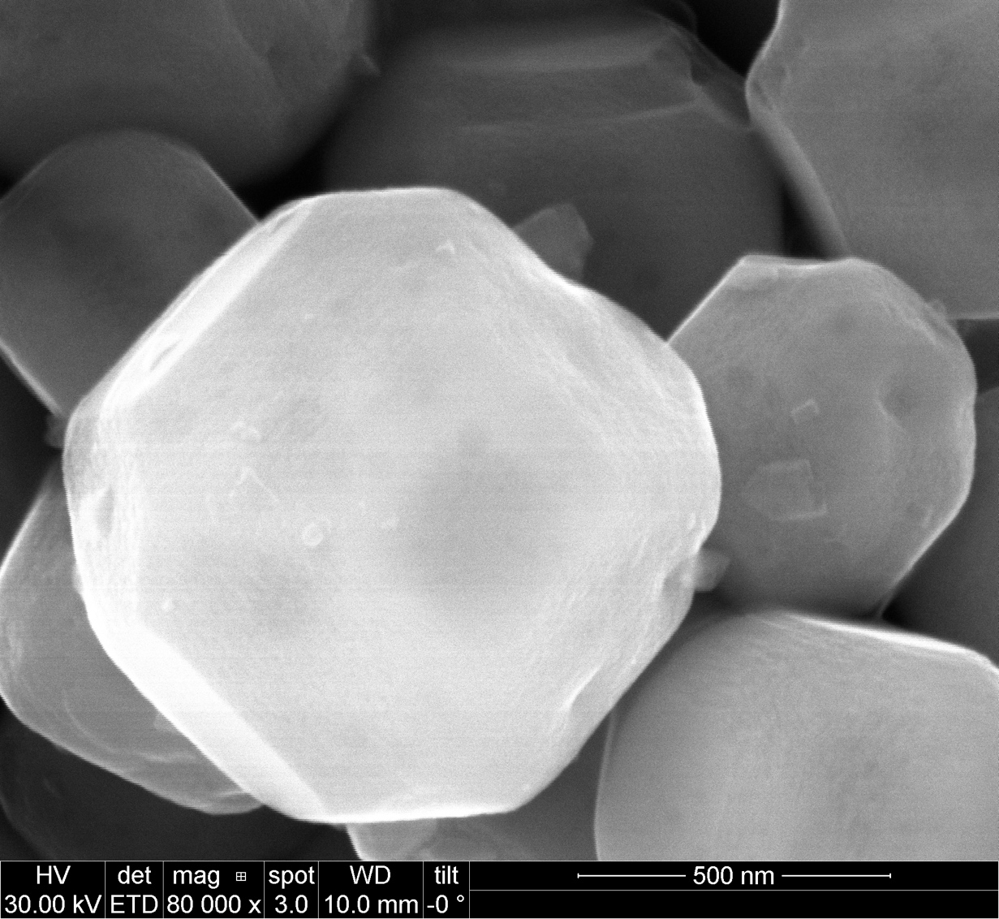 HV det mag ⊞ spot WD tilt
30.00 kV ETD 80 000 x 3.0 10.0 mm -0 °
500 nm